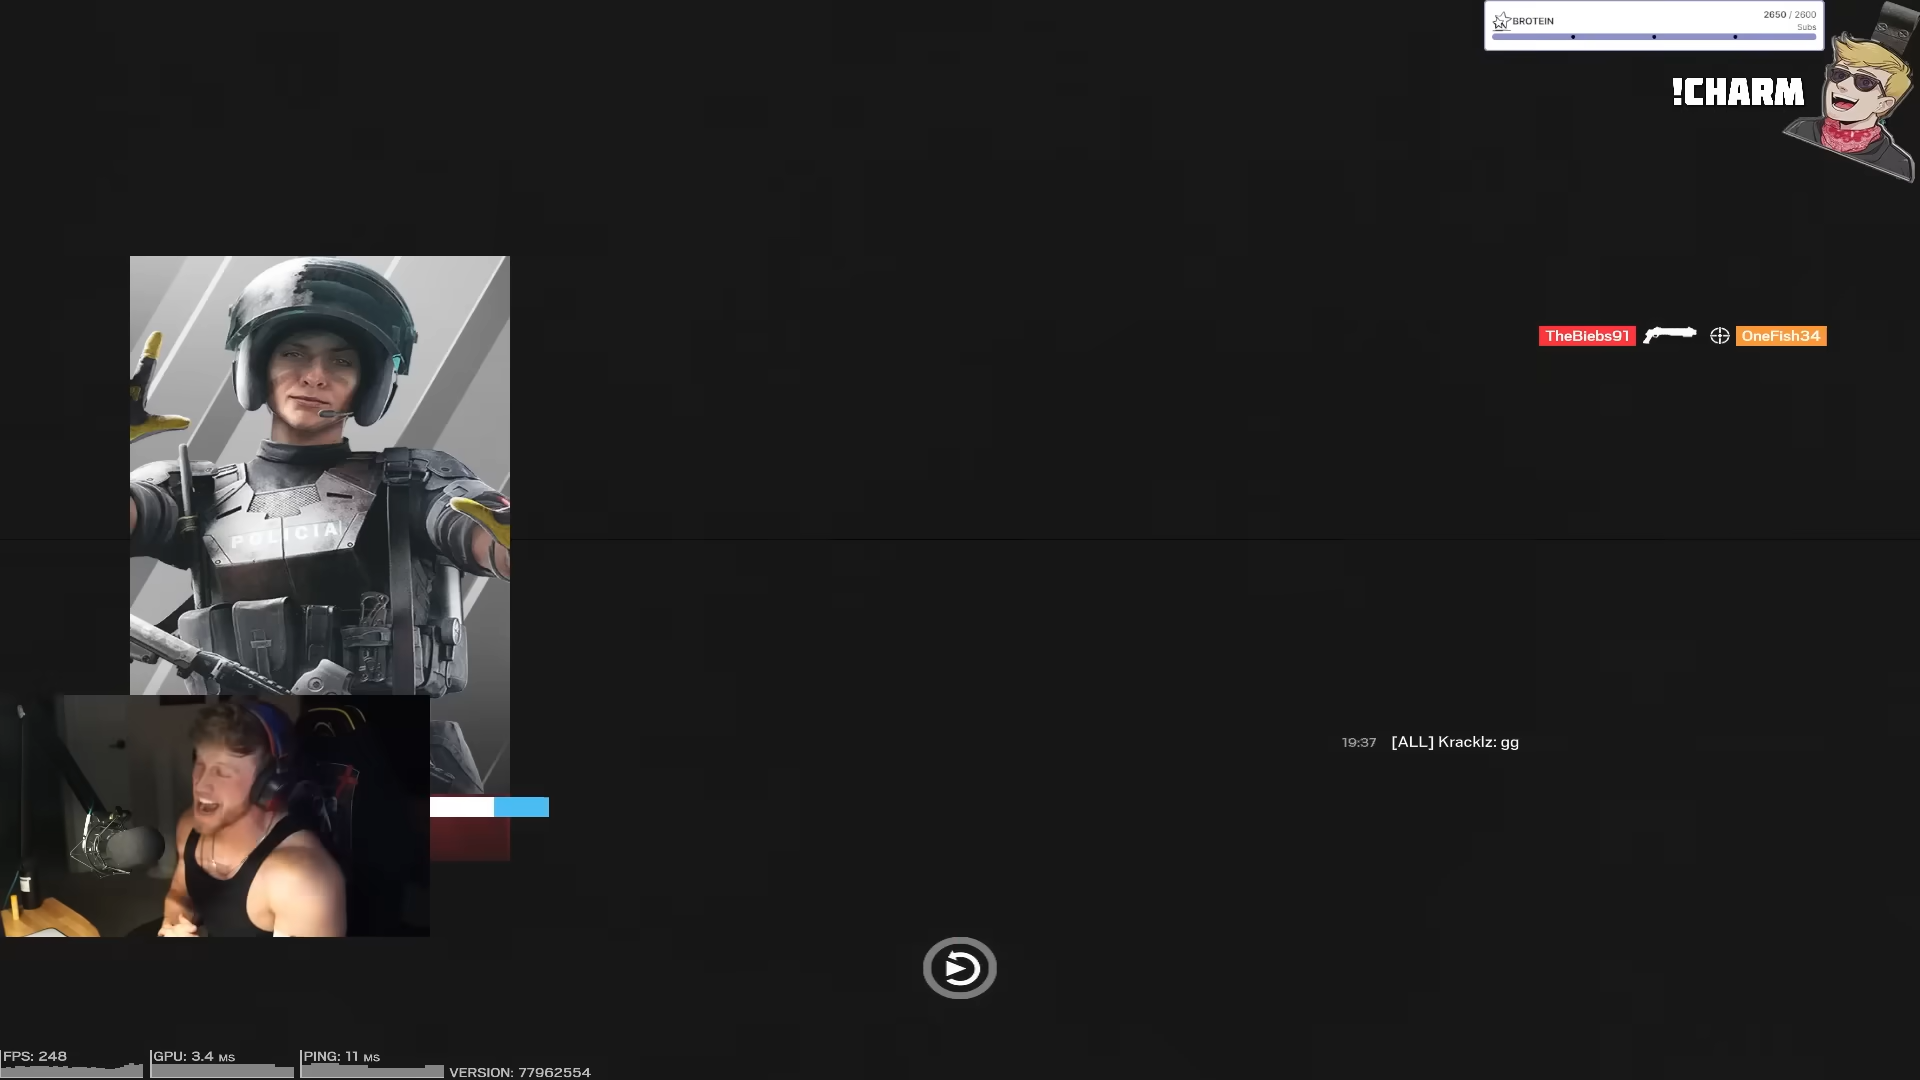 BROTEIN
2650 / 2600
Subs
!CHARM
TheBiebs91 OneFish34
POLICIA
19:37 [ALL] Kracklz: gg
FPS: 248
GPU: 3.4 MS
PING: 11 MS
VERSION: 77962554